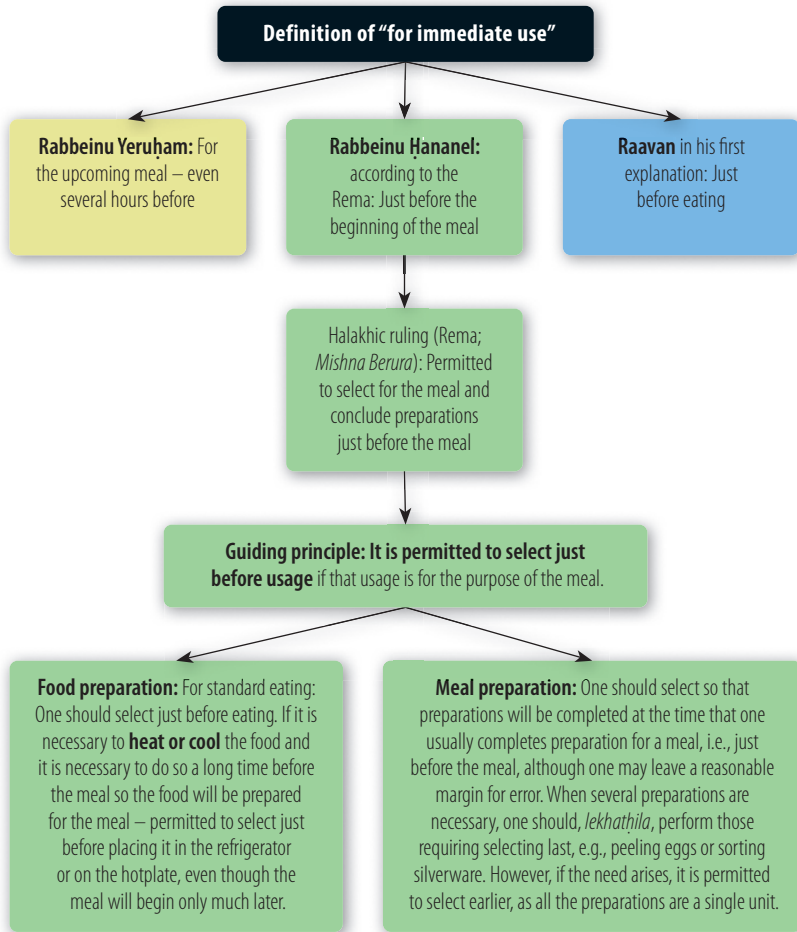 Definition of “for immediate use”
Rabbeinu Yeruḥam: For
the upcoming meal – even
several hours before
Rabbeinu Ḥananel:
according to the
Rema: Just before the
beginning of the meal
Raavan in his first
explanation: Just
before eating
Halakhic ruling (Rema;
Mishna Berura): Permitted
to select for the meal and
conclude preparations
just before the meal
Guiding principle: It is permitted to select just
before usage if that usage is for the purpose of the meal.
Food preparation: For standard eating:
One should select just before eating. If it is
necessary to heat or cool the food and
it is necessary to do so a long time before
the meal so the food will be prepared
for the meal – permitted to select just
before placing it in the refrigerator
or on the hotplate, even though the
meal will begin only much later.
Meal preparation: One should select so that
preparations will be completed at the time that one
usually completes preparation for a meal, i.e., just
before the meal, although one may leave a reasonable
margin for error. When several preparations are
necessary, one should, lekhatḥila, perform those
requiring selecting last, e.g., peeling eggs or sorting
silverware. However, if the need arises, it is permitted
to select earlier, as all the preparations are a single unit.